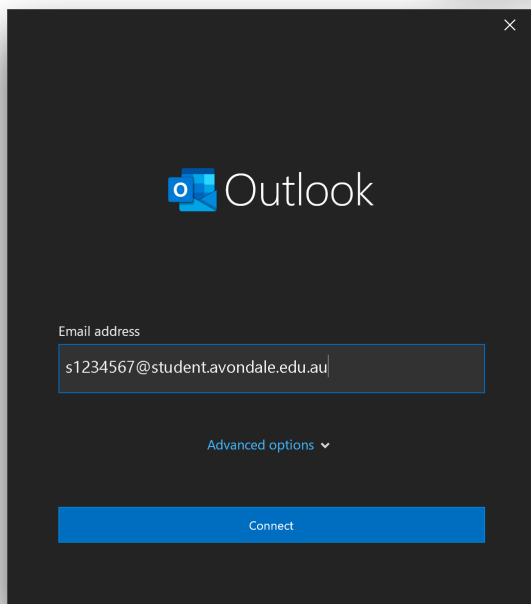 Outlook
Email address
s1234567@student.avondale.edu.au
Advanced options
Connect